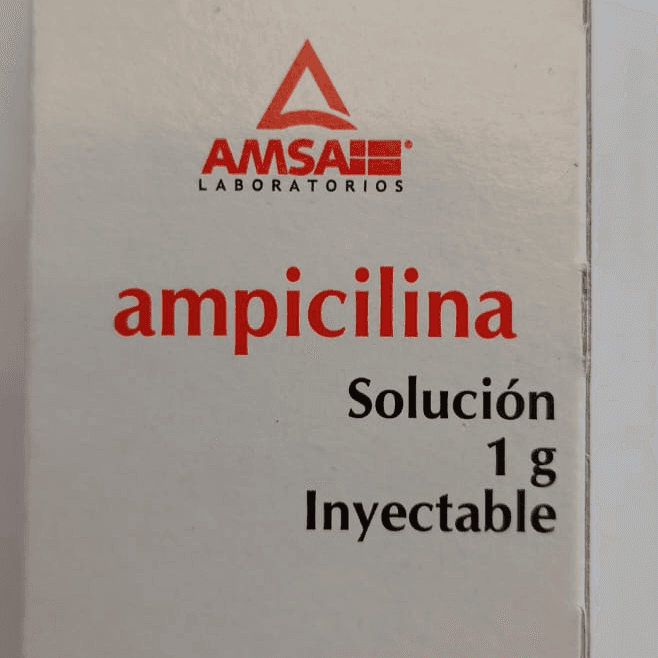 AMSA®
LABORATORIOS
ampicilina
Solución
1 g
Inyectable